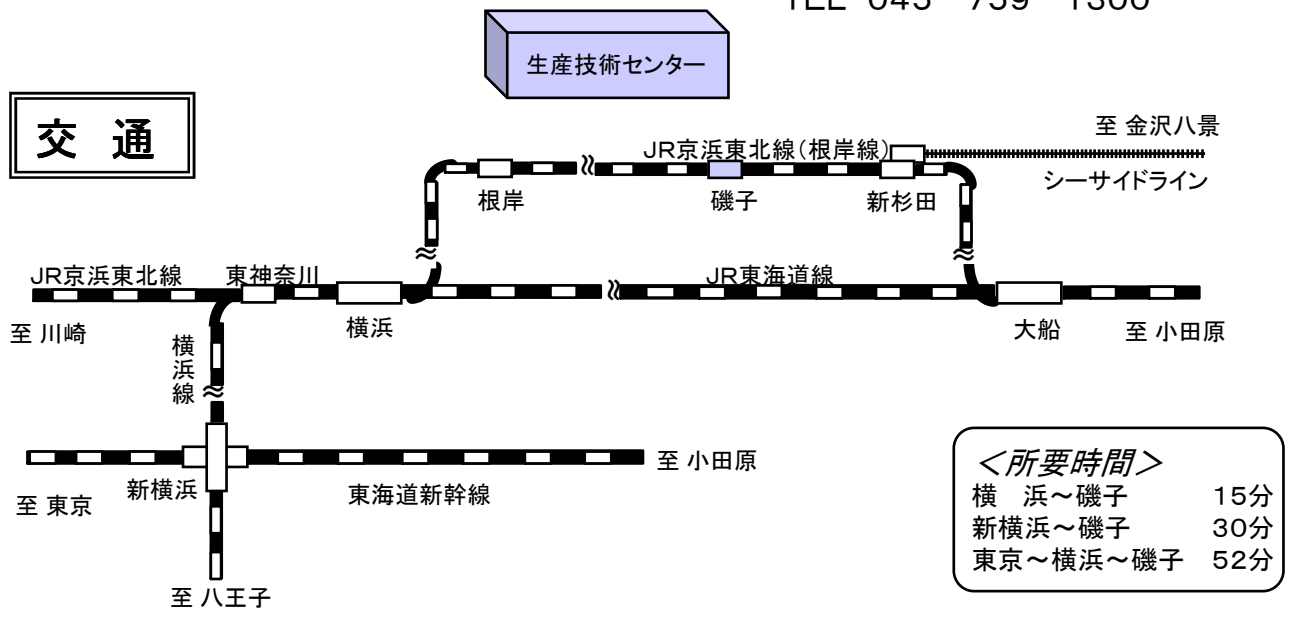 TEL 045－759－1300
生産技術センター
交　通
至 金沢八景
JR京浜東北線（根岸線）
シーサイドライン
根岸
磯子
新杉田
JR京浜東北線
東神奈川
JR東海道線
至 川崎
横浜
大船
至 小田原
横浜線
至 小田原
新横浜
東海道新幹線
至 東京
至 八王子
＜所要時間＞
横　浜～磯子　15分
新横浜～磯子　30分
東京～横浜～磯子　52分